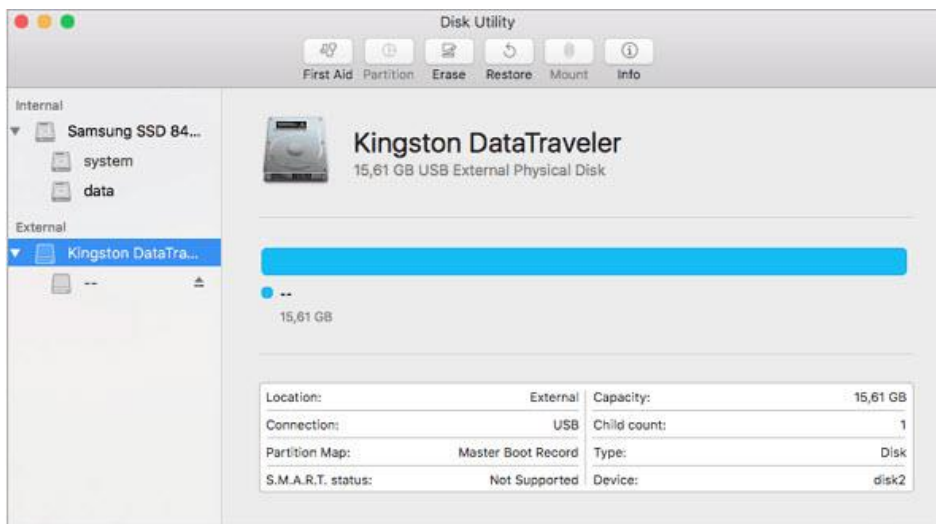 Disk Utility
First Aid Partition Erase Restore Mount Info
Internal
Samsung SSD 84...
system
data
External
Kingston DataTra...
--
Kingston DataTraveler
15,61 GB USB External Physical Disk
--
15,61 GB
Location: External Capacity: 15,61 GB
Connection: USB Child count: 1
Partition Map: Master Boot Record Type: Disk
S.M.A.R.T. status: Not Supported Device: disk2